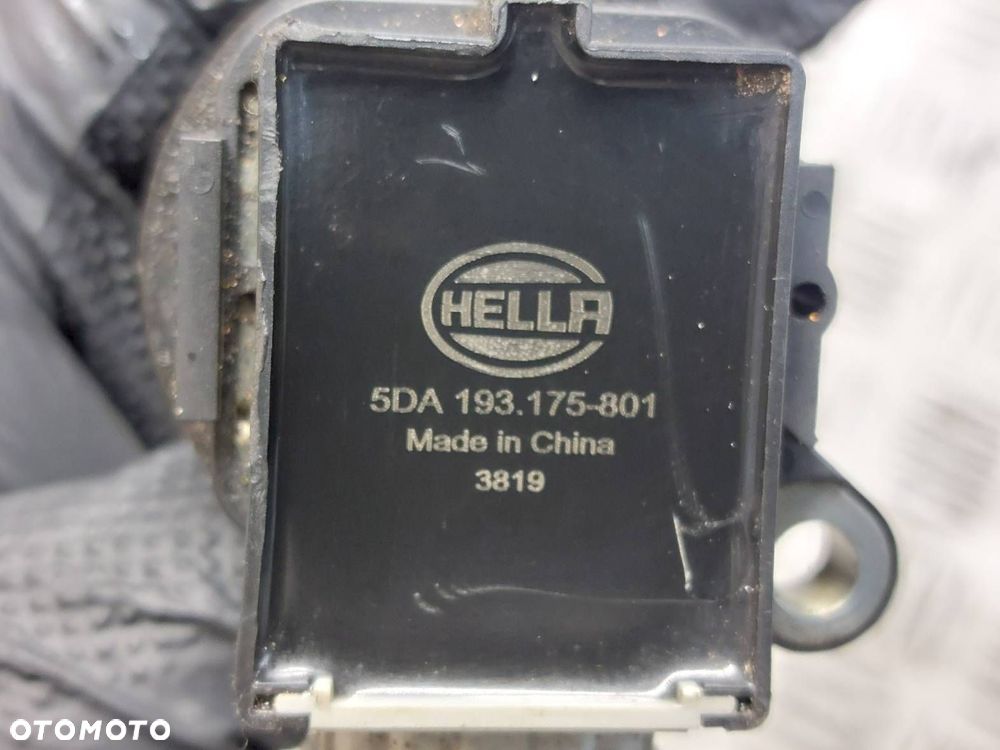 HELLA
5DA 193.175-801
Made in China
3819
OTOMOTO